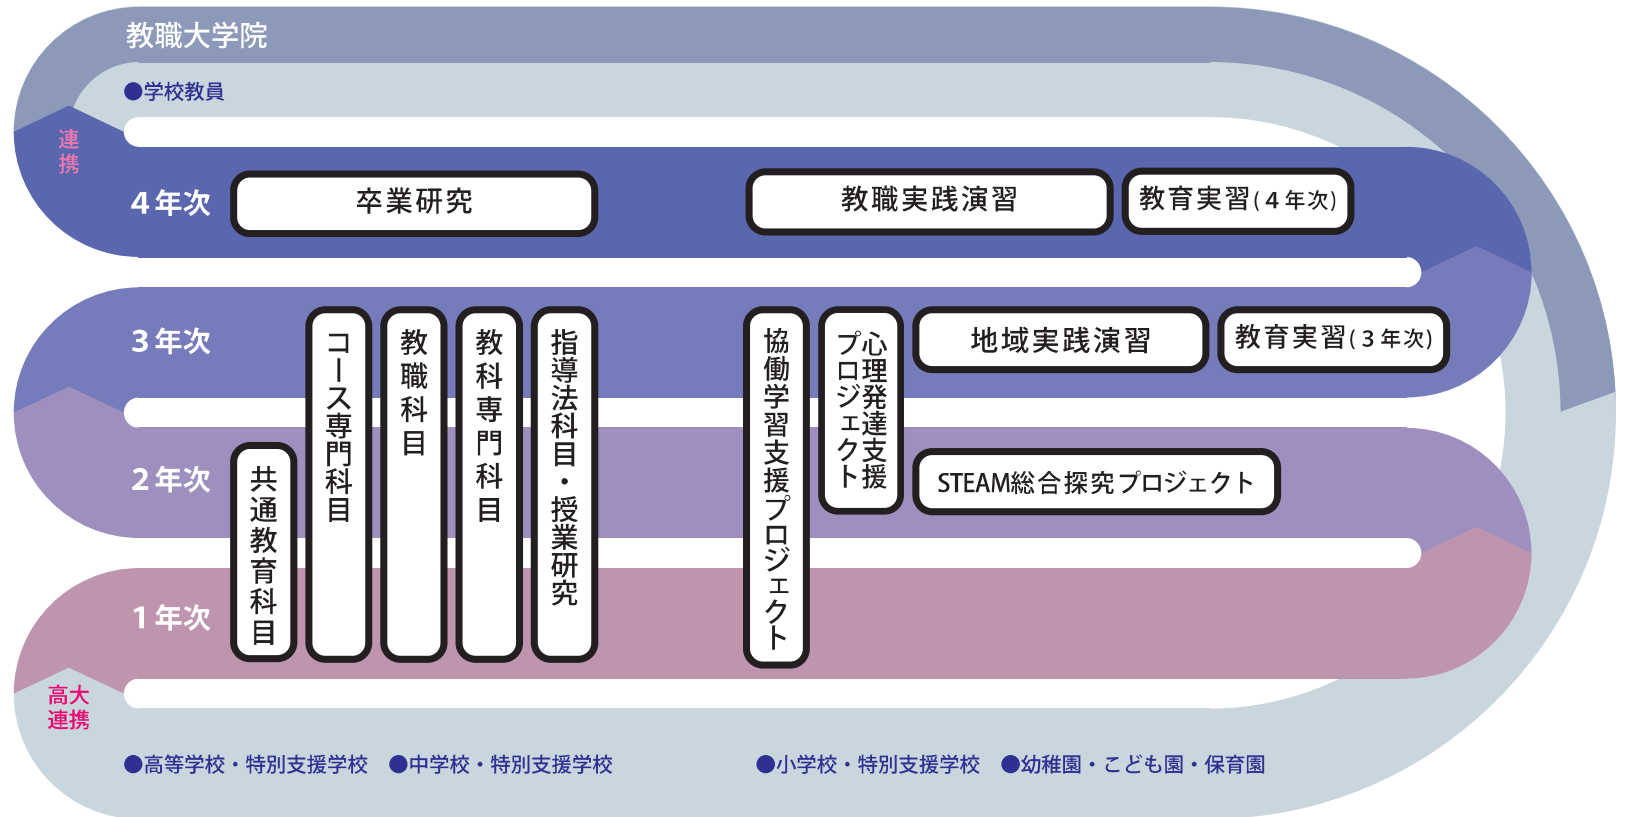 教職大学院
●学校教員
連
携
4年次
卒業研究
教職実践演習
教育実習(4年次)
3年次
コース専門科目
教職科目
教科専門科目
指導法科目・授業研究
協働学習支援プロジェクト
心理発達支援
プロジェクト
地域実践演習
教育実習(3年次)
2年次
共通教育科目
STEAM総合探究プロジェクト
1年次
高大
連携
●高等学校・特別支援学校
●中学校・特別支援学校
●小学校・特別支援学校
●幼稚園・こども園・保育園